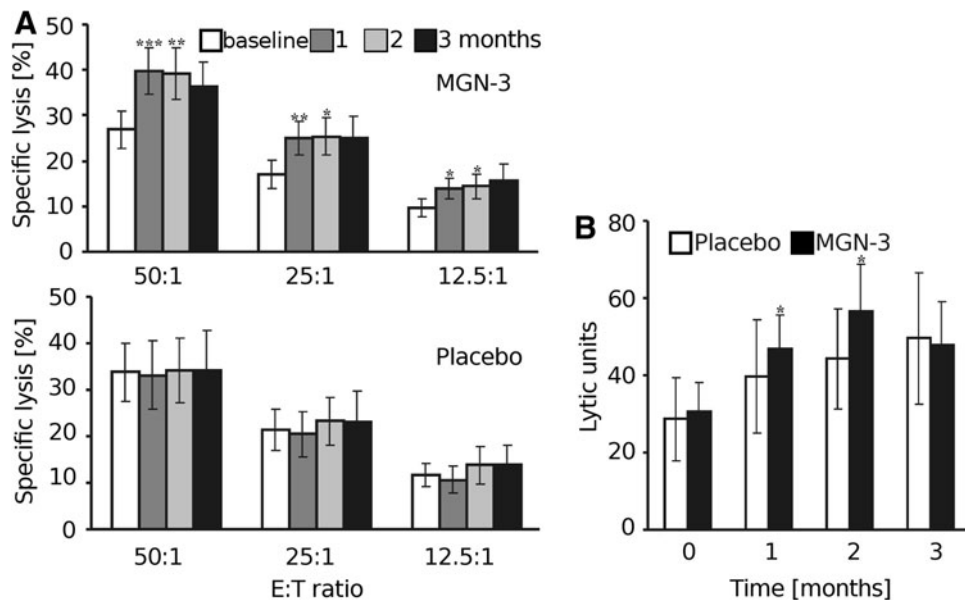 A
Specific lysis [%]
50
40
30
20
10
0
baseline 1 2 3 months
MGN-3
*** **
** *
* *
50:1 25:1 12.5:1
Specific lysis [%]
50
40
30
20
10
0
Placebo
50:1 25:1 12.5:1
E:T ratio
B
Lytic units
80
60
40
20
0
Placebo MGN-3
*
*
0 1 2 3
Time [months]